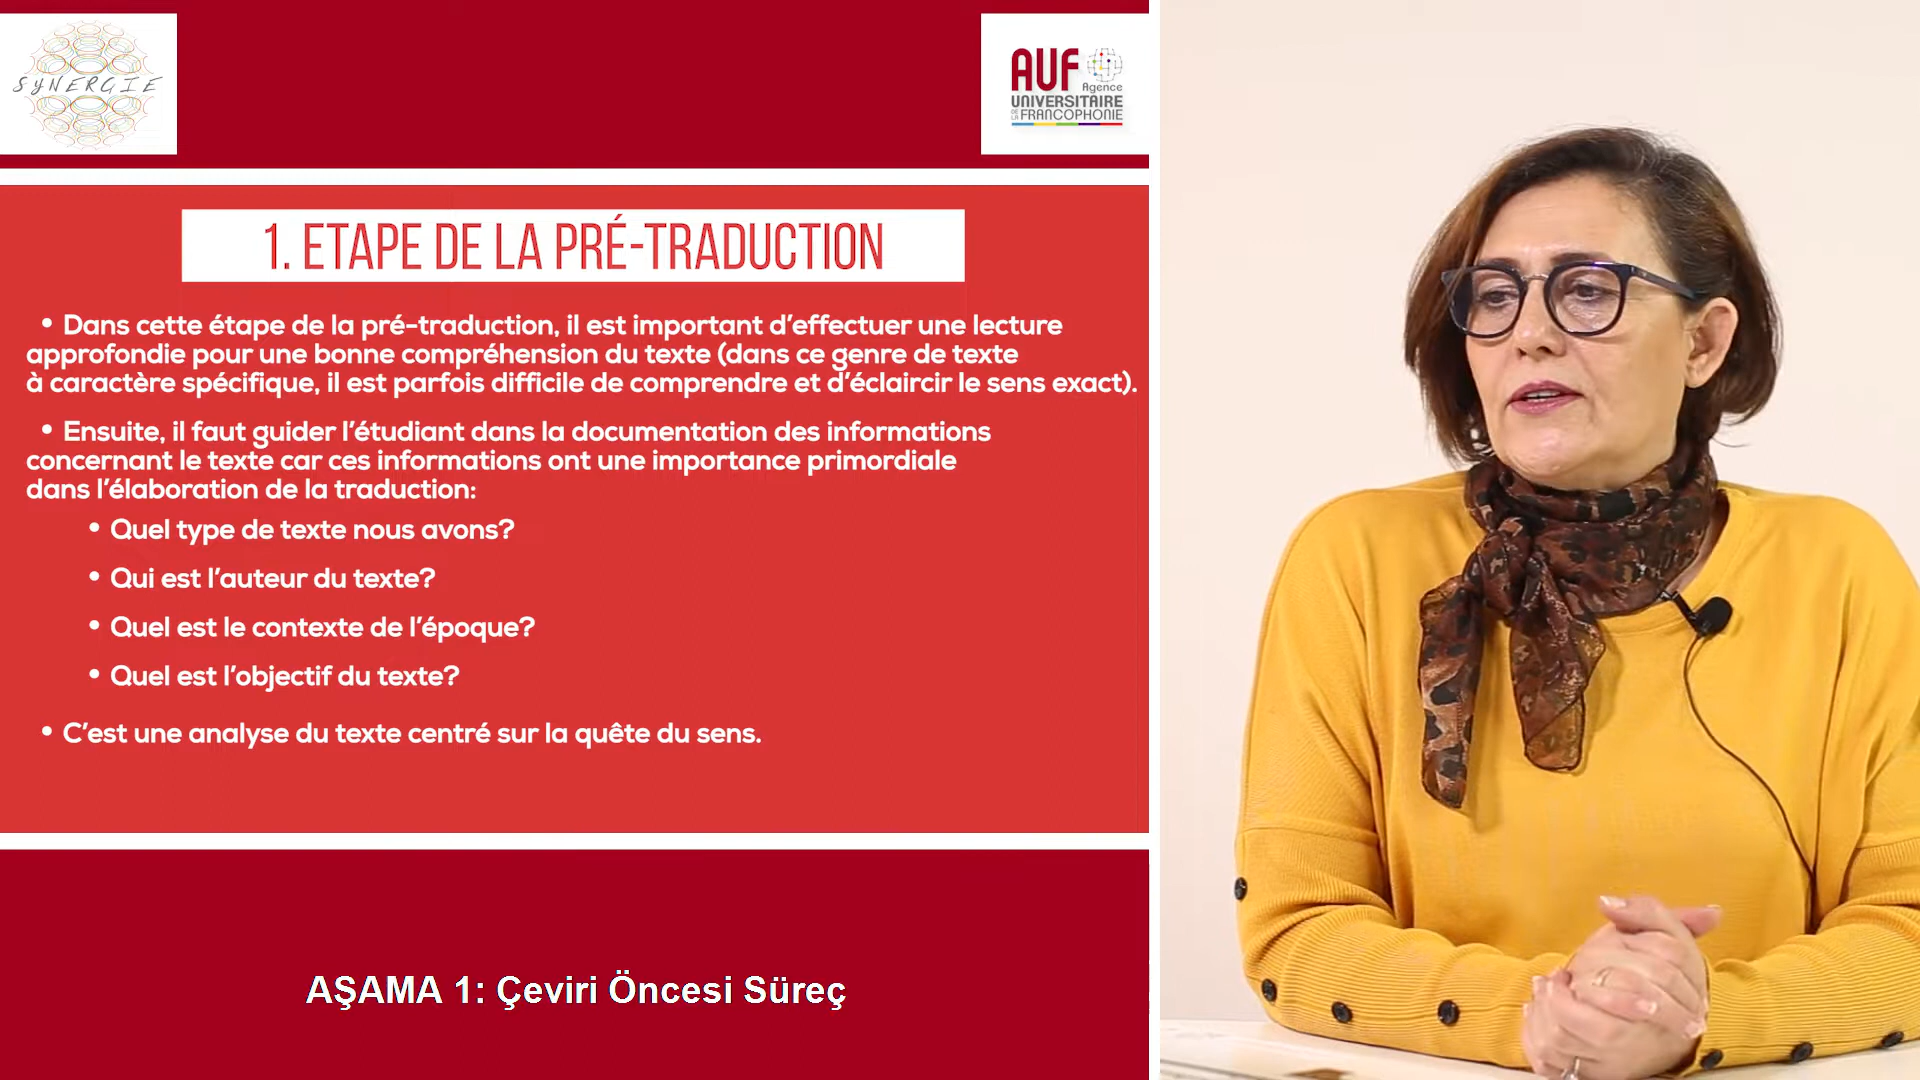 SYNERGIE
AUF
Agence
UNIVERSITAIRE
DE LA FRANCOPHONIE
1. ETAPE DE LA PRÉ-TRADUCTION
• Dans cette étape de la pré-traduction, il est important d’effectuer une lecture
approfondie pour une bonne compréhension du texte (dans ce genre de texte
à caractère spécifique, il est parfois difficile de comprendre et d’éclaircir le sens exact).
• Ensuite, il faut guider l’étudiant dans la documentation des informations
concernant le texte car ces informations ont une importance primordiale
dans l’élaboration de la traduction:
• Quel type de texte nous avons?
• Qui est l’auteur du texte?
• Quel est le contexte de l’époque?
• Quel est l’objectif du texte?
• C’est une analyse du texte centré sur la quête du sens.
AŞAMA 1: Çeviri Öncesi Süreç